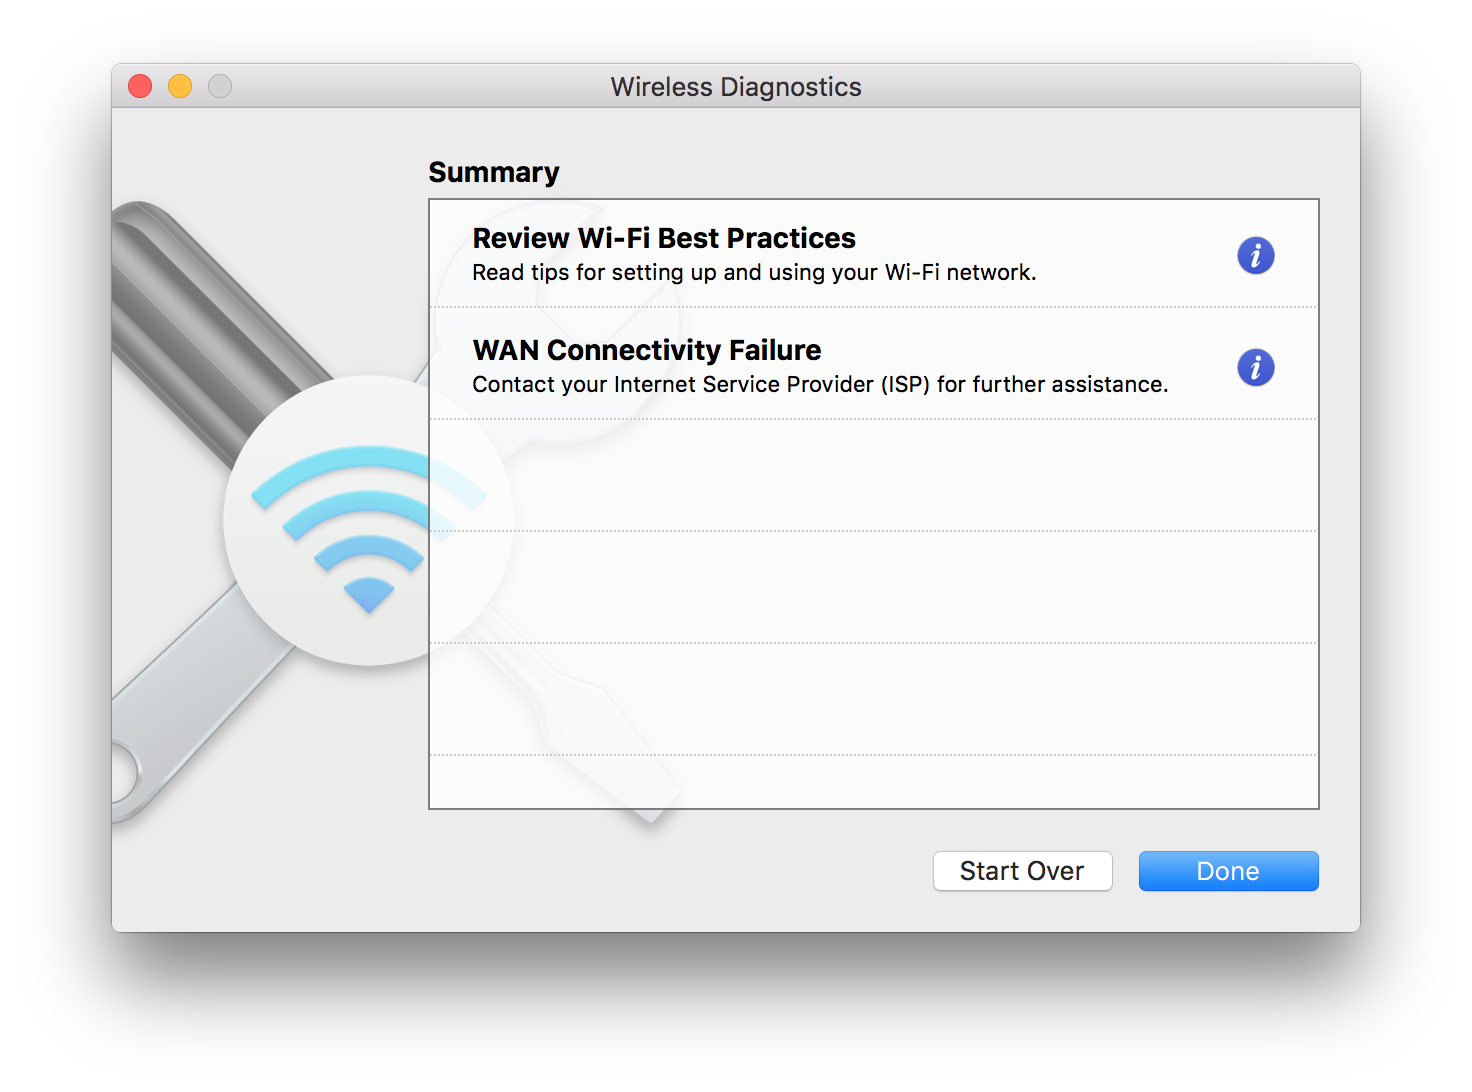 Wireless Diagnostics
Summary
Review Wi-Fi Best Practices
Read tips for setting up and using your Wi-Fi network.
WAN Connectivity Failure
Contact your Internet Service Provider (ISP) for further assistance.
Start Over
Done